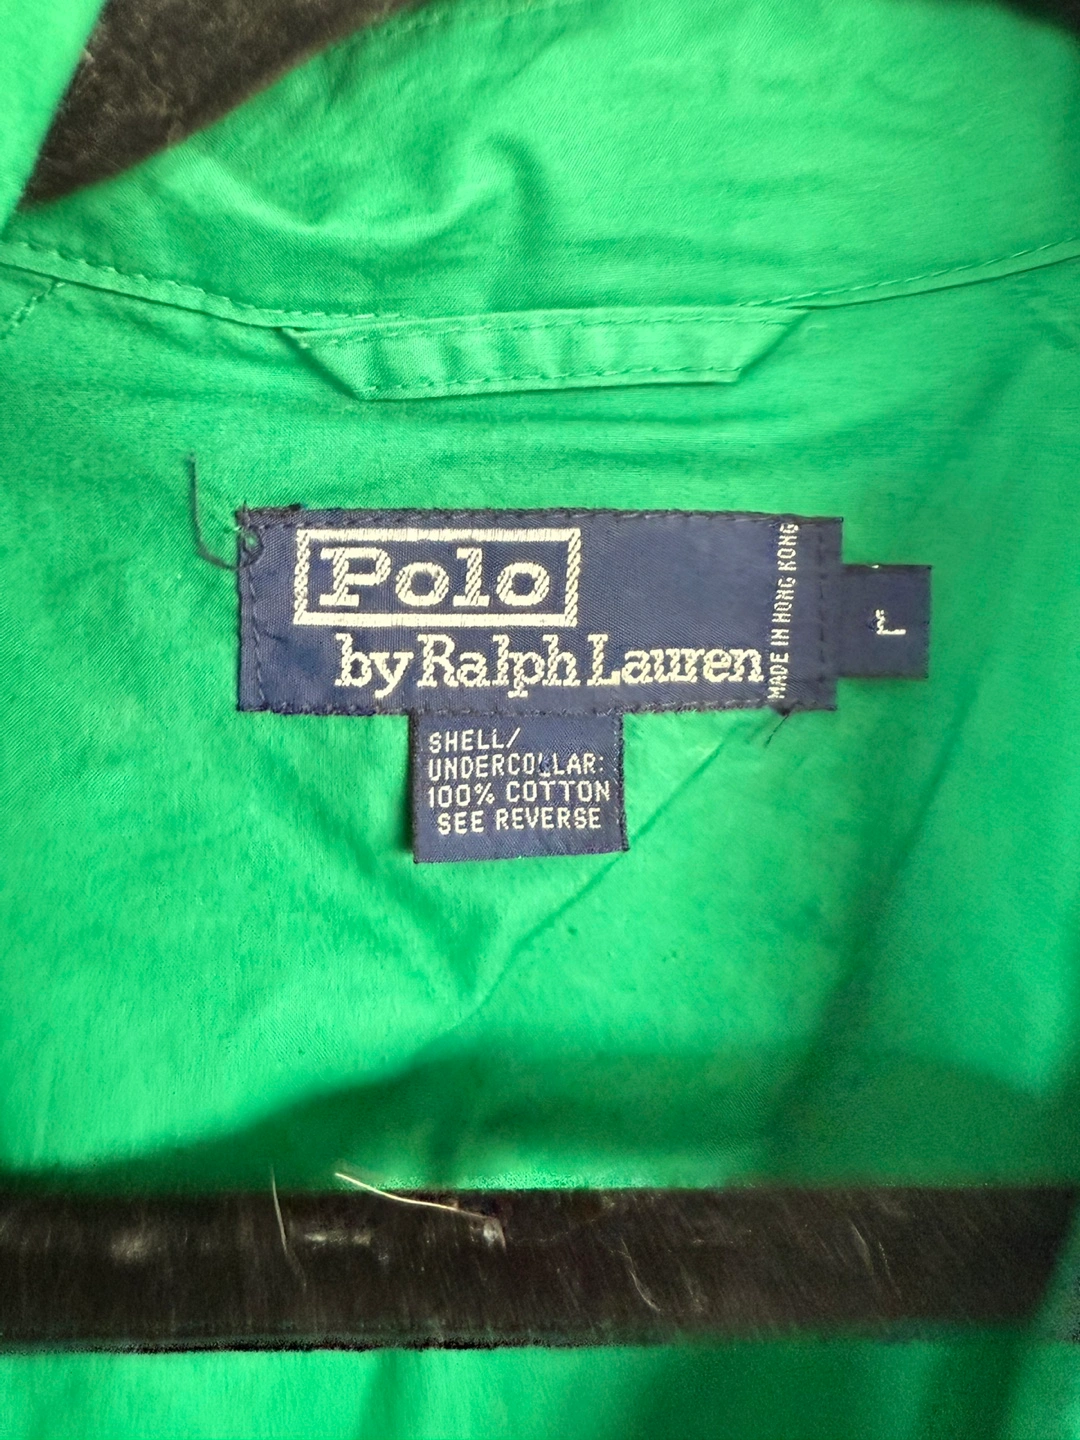 Polo
by Ralph Lauren
MADE IN HONG KONG
L
SHELL/
UNDERCOLLAR:
100% COTTON
SEE REVERSE